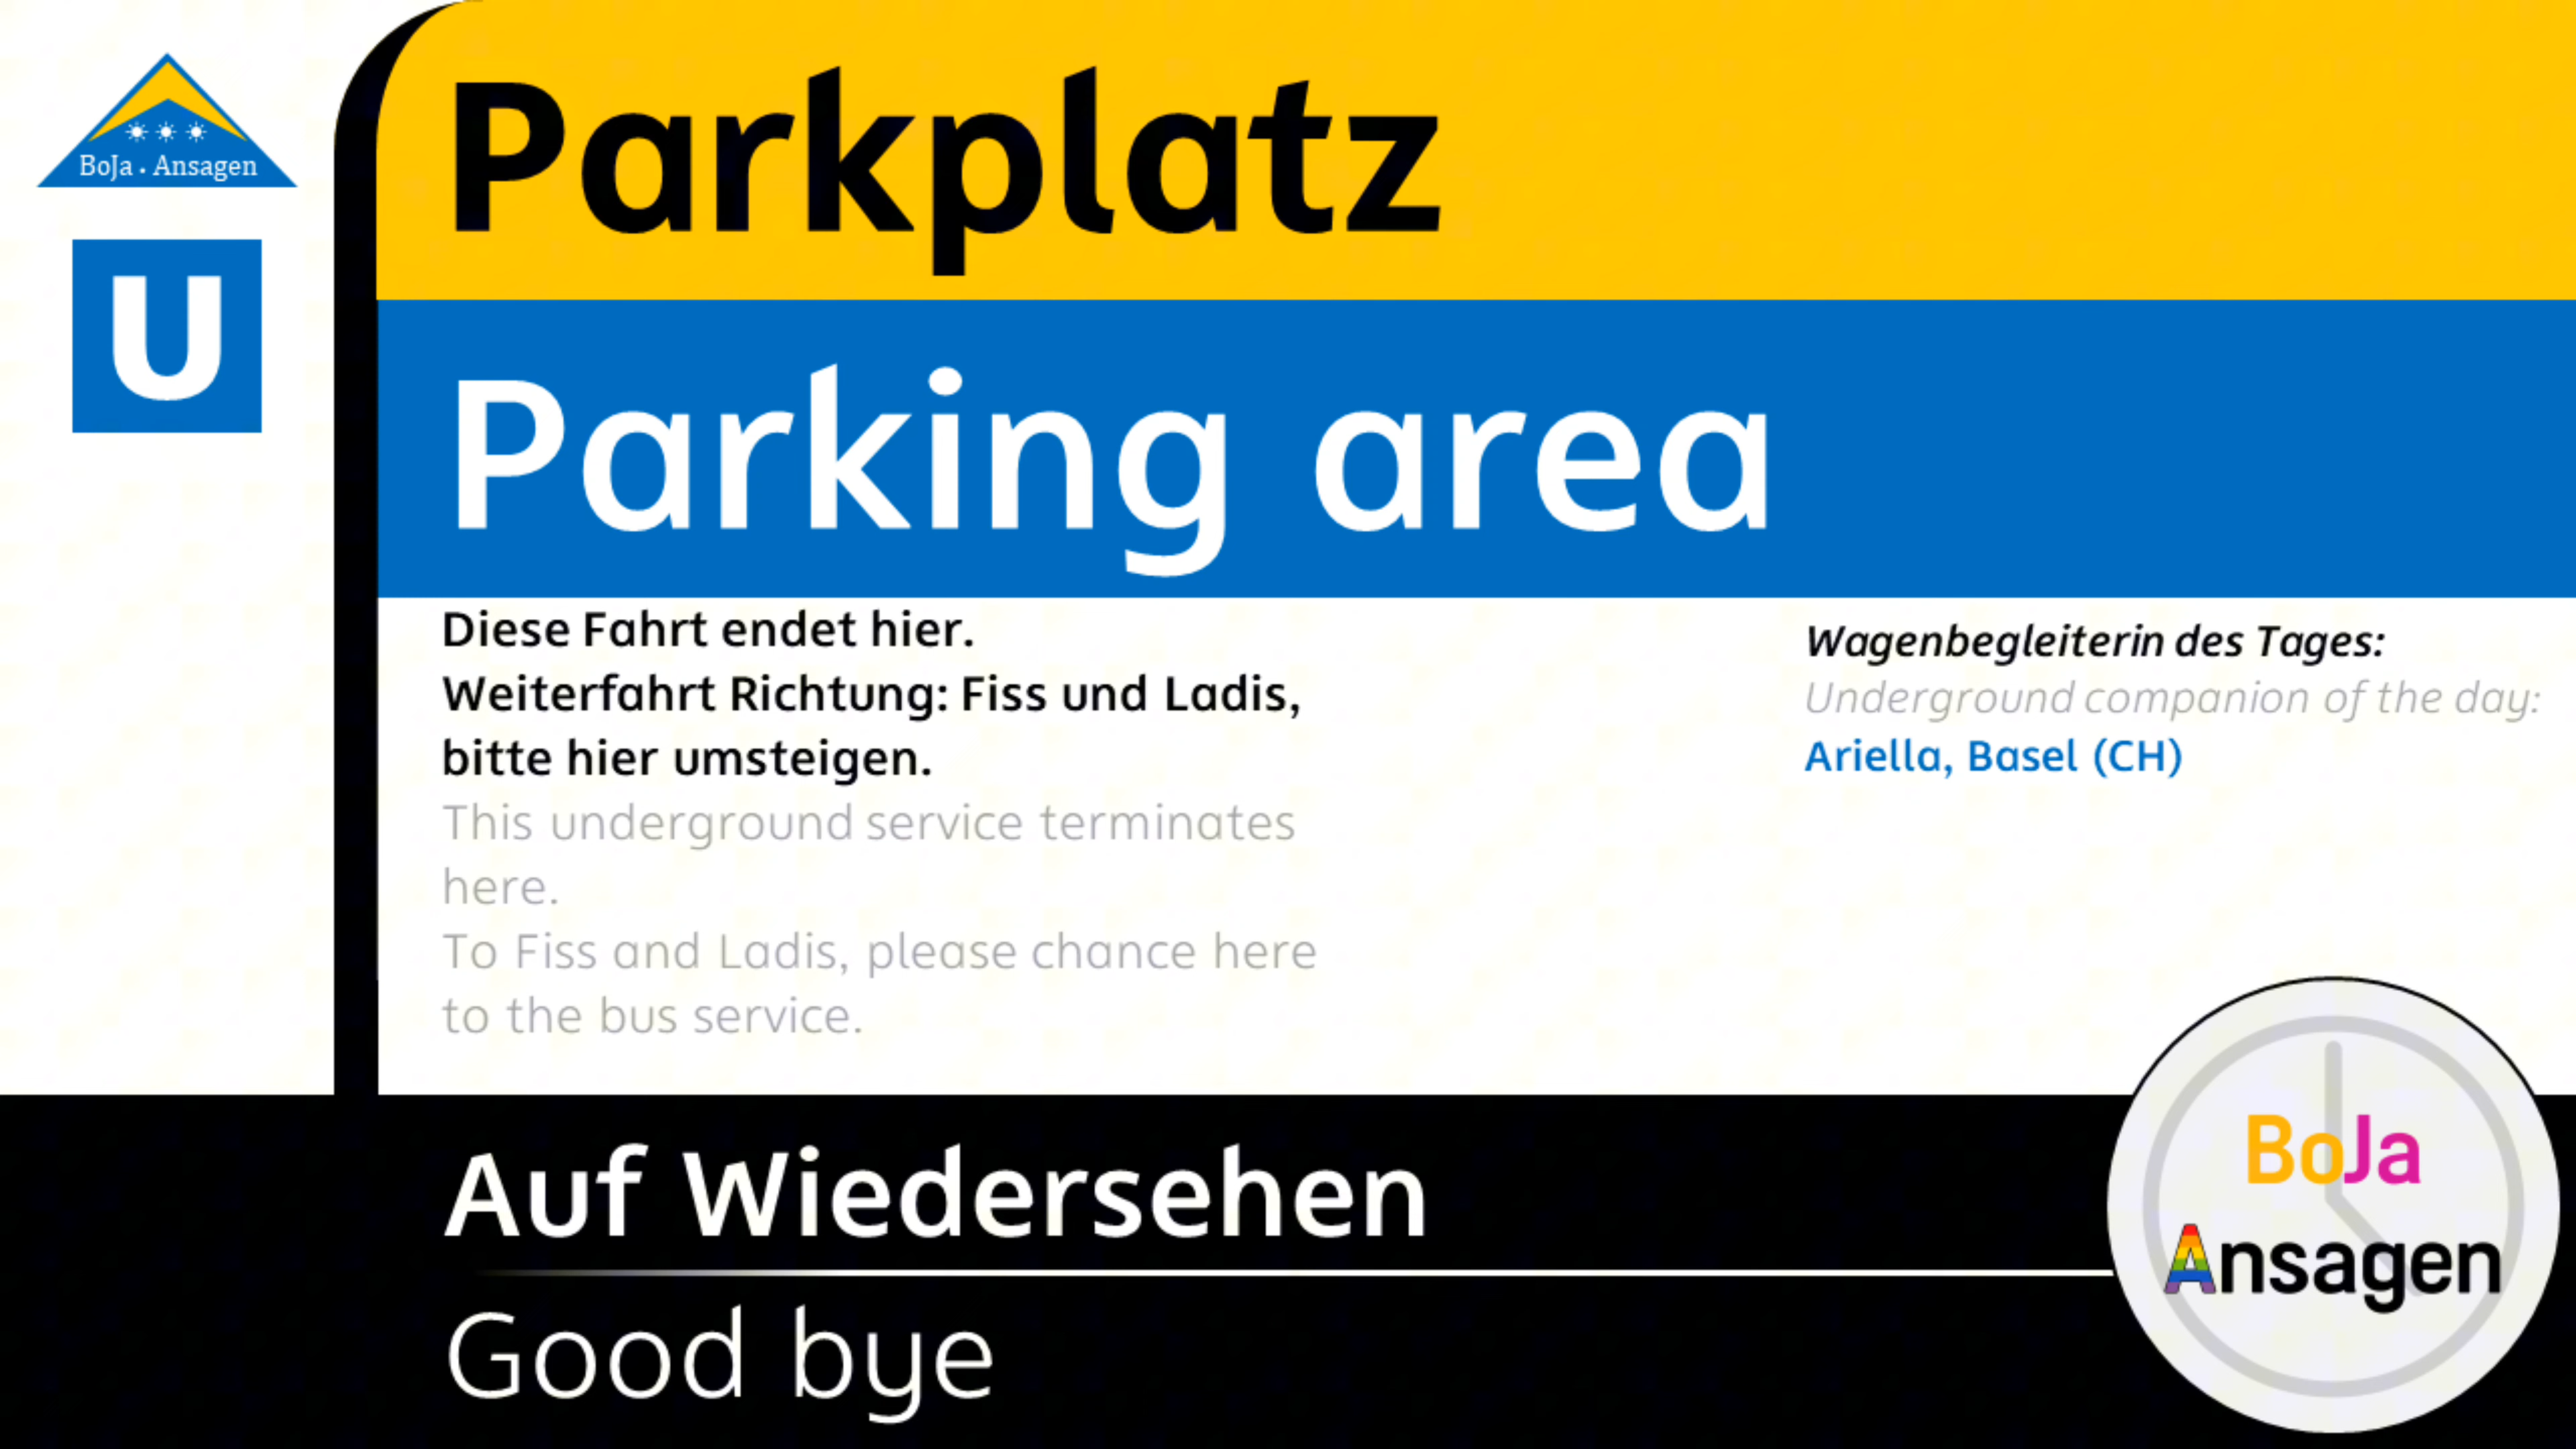 BoJa · Ansagen
U
Parkplatz
Parking area
Diese Fahrt endet hier.
Weiterfahrt Richtung: Fiss und Ladis,
bitte hier umsteigen.
This underground service terminates
here.
To Fiss and Ladis, please chance here
to the bus service.
Wagenbegleiterin des Tages:
Underground companion of the day:
Ariella, Basel (CH)
Auf Wiedersehen
Good bye
BoJa
Ansagen